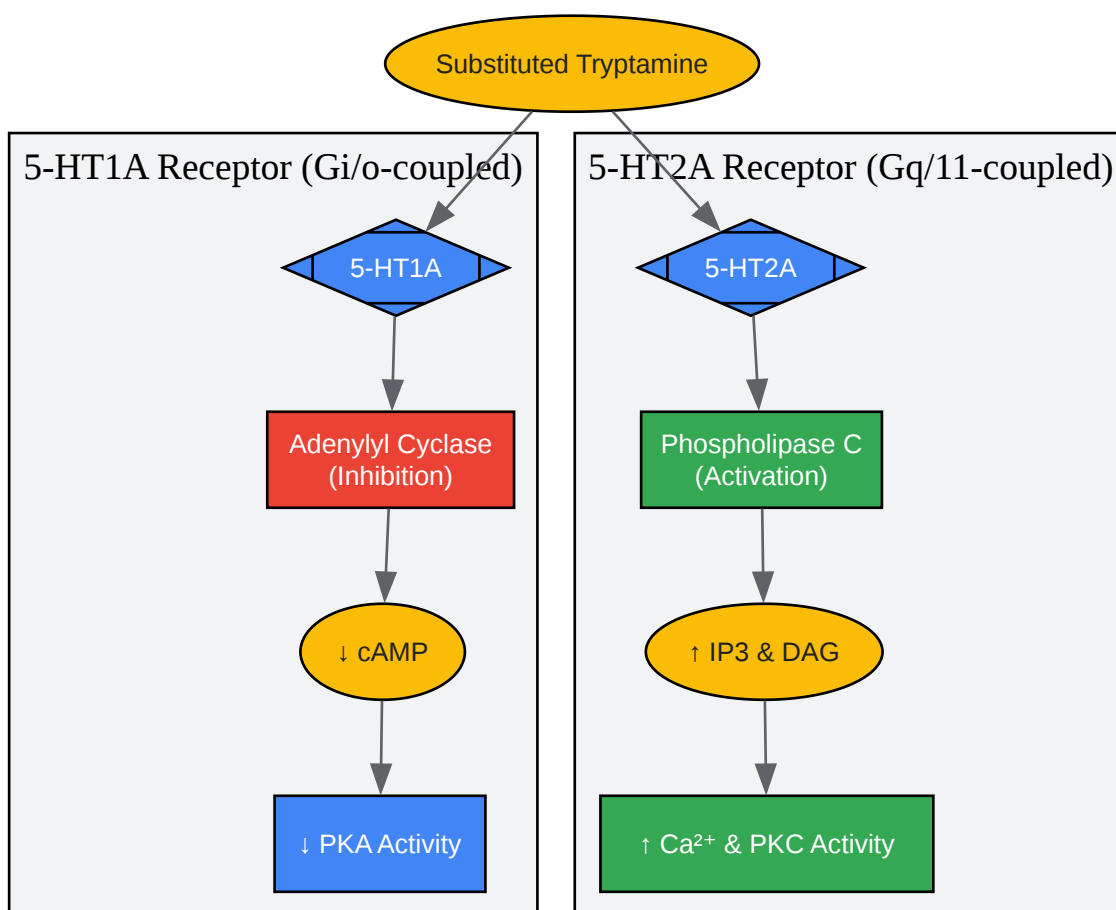 Substituted Tryptamine
5-HT1A Receptor (Gi/o-coupled)
5-HT2A Receptor (Gq/11-coupled)
5-HT1A
5-HT2A
Adenylyl Cyclase
(Inhibition)
Phospholipase C
(Activation)
↓ cAMP
↑ IP3 & DAG
↓ PKA Activity
↑ Ca²⁺ & PKC Activity